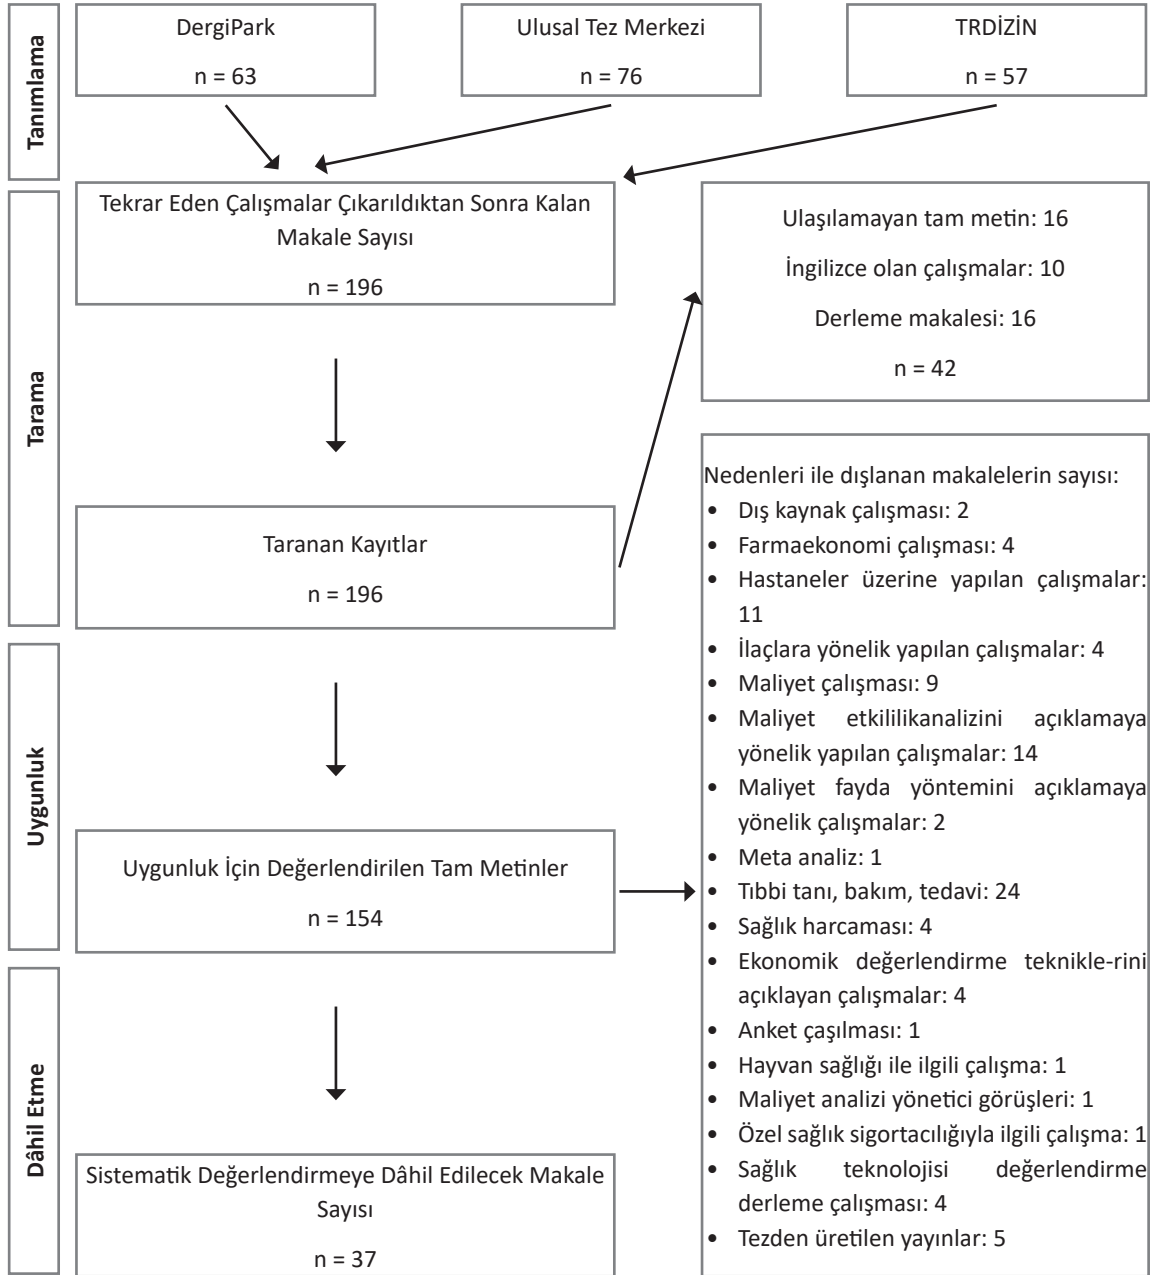 Tanımlama
DergiPark
n = 63
Ulusal Tez Merkezi
n = 76
TRDİZİN
n = 57
Tarama
Tekrar Eden Çalışmalar Çıkarıldıktan Sonra Kalan
Makale Sayısı
n = 196
Ulaşılamayan tam metin: 16
İngilizce olan çalışmalar: 10
Derleme makalesi: 16
n = 42
Taranan Kayıtlar
n = 196
Uygunluk
Uygunluk İçin Değerlendirilen Tam Metinler
n = 154
Nedenleri ile dışlanan makalelerin sayısı:
• Dış kaynak çalışması: 2
• Farmaekonomi çalışması: 4
• Hastaneler üzerine yapılan çalışmalar:
11
• İlaçlara yönelik yapılan çalışmalar: 4
• Maliyet çalışması: 9
• Maliyet etkililikanalizini açıklamaya
yönelik yapılan çalışmalar: 14
• Maliyet fayda yöntemini açıklamaya
yönelik çalışmalar: 2
• Meta analiz: 1
• Tıbbi tanı, bakım, tedavi: 24
• Sağlık harcaması: 4
• Ekonomik değerlendirme teknikle-rini
açıklayan çalışmalar: 4
• Anket çaşılması: 1
• Hayvan sağlığı ile ilgili çalışma: 1
• Maliyet analizi yönetici görüşleri: 1
• Özel sağlık sigortacılığıyla ilgili çalışma: 1
• Sağlık teknolojisi değerlendirme
derleme çalışması: 4
• Tezden üretilen yayınlar: 5
Dâhil Etme
Sistematik Değerlendirmeye Dâhil Edilecek Makale
Sayısı
n = 37